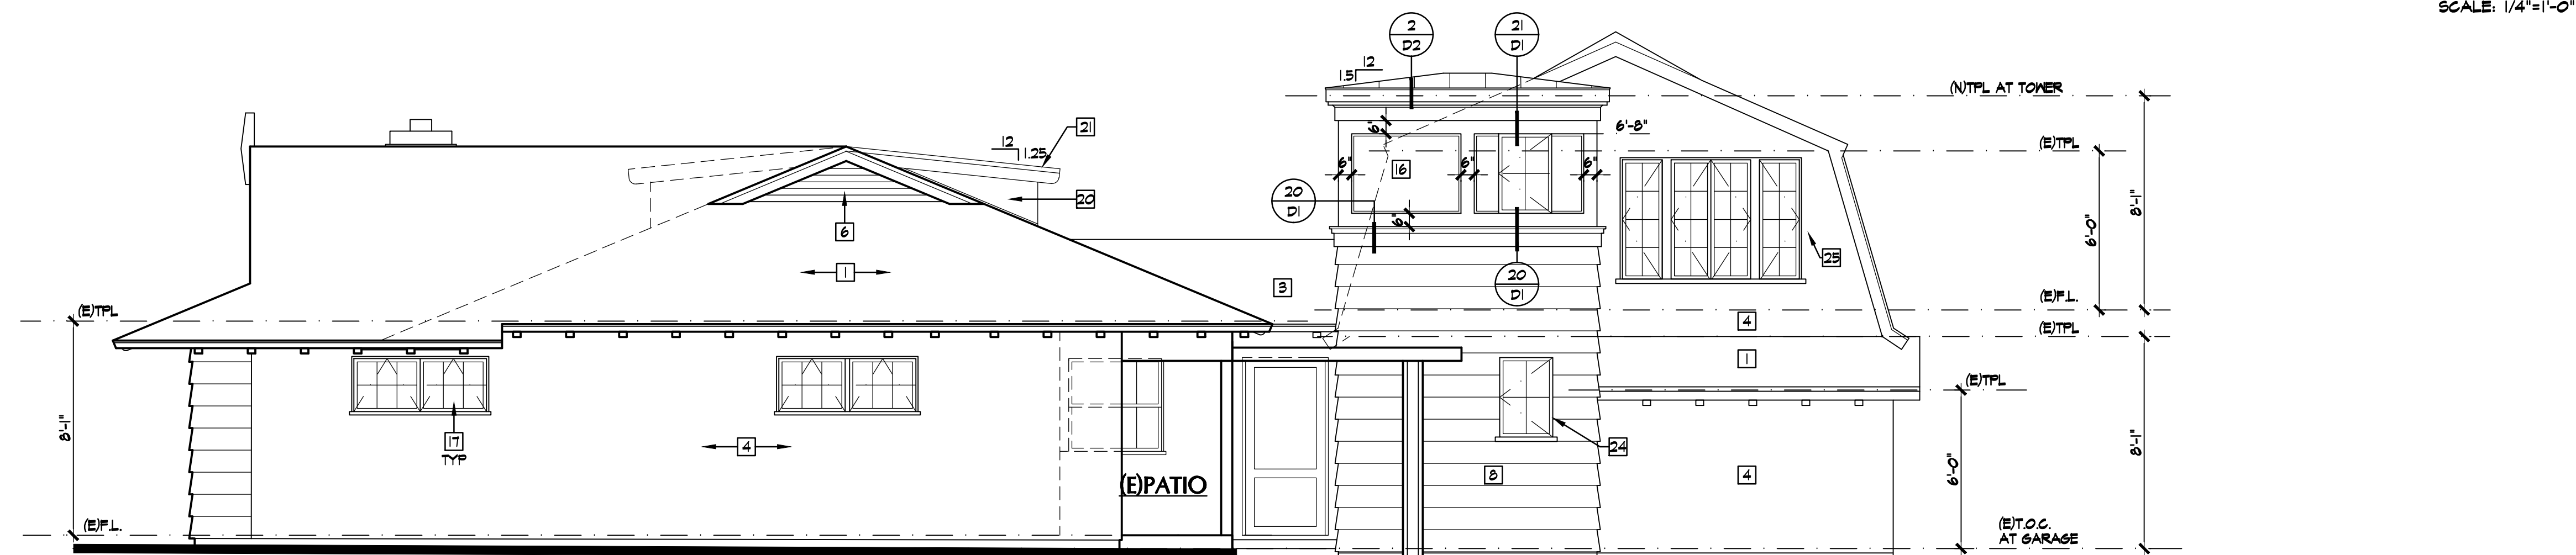 SCALE: 1/4"=1'-0"
2
D2
21
D1
12
1.5
(N)TPL AT TOWER
21
12
1.25
6"
6'-8"
(E)TPL
6"
16
6"
6"
20
20
D1
6"
8'-1"
6
6'-0"
25
1
20
D1
3
(E)F.L.
(E)TPL
4
(E)TPL
1
(E)TPL
8'-1"
17
TYP
4
24
8'-1"
(E)PATIO
8
4
6'-0"
(E)F.L.
(E)T.O.C.
AT GARAGE